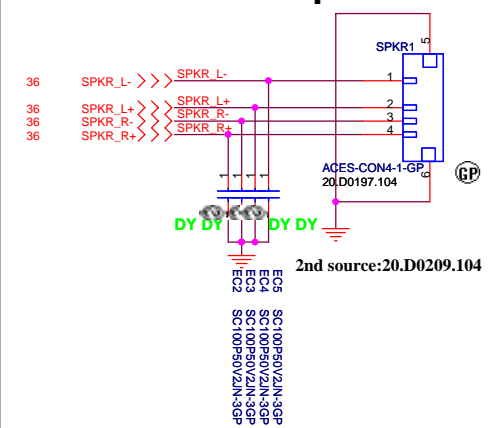 5
SPKR1
36 SPKR_L- SPKR_L- 1
36 SPKR_L+ SPKR_L+ 2
36 SPKR_R- SPKR_R- 3
36 SPKR_R+ SPKR_R+ 4
ACES-CON4-1-GP
20.D0197.104
6
GP
1 1 1 1
DY DY DY DY
2nd source:20.D0209.104
EC2 SC100P50V2JN-3GP
EC3 SC100P50V2JN-3GP
EC4 SC100P50V2JN-3GP
EC5 SC100P50V2JN-3GP